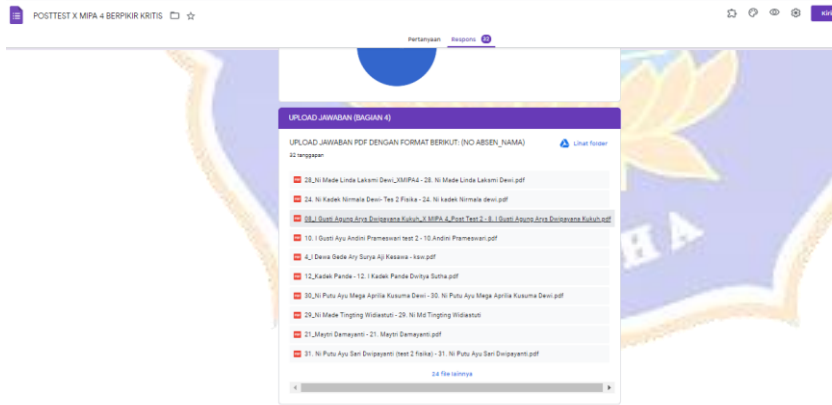 POSTTEST X MIPA 4 BERPIKIR KRITIS
Pertanyaan Respons 32
UPLOAD JAWABAN (BAGIAN 4)
UPLOAD JAWABAN PDF DENGAN FORMAT BERIKUT: (NO ABSEN_NAMA)
Lihat folder
32 tanggapan
28_Ni Made Linda Laksmi Dewi_XMIPA4 - 28. Ni Made Linda Laksmi Dewi.pdf
24. Ni Kadek Nirmala Dewi- Tes 2 Fisika - 24. Ni kadek Nirmala dewi.pdf
08_I Gusti Agung Arya Dwipayana Kukuh_X MIPA 4_Post Test 2 - 8. I Gusti Agung Arya Dwipayana Kukuh.pdf
10. I Gusti Ayu Andini Prameswari test 2 - 10.Andini Prameswari.pdf
4_I Dewa Gede Ary Surya Aji Kesawa - ksw.pdf
12_Kadek Pande - 12. I Kadek Pande Dwitya Sutha.pdf
30_Ni Putu Ayu Mega Aprilia Kusuma Dewi - 30. Ni Putu Ayu Mega Aprilia Kusuma Dewi.pdf
29_Ni Made Tingting Widiastuti - 29. Ni Md Tingting Widiastuti
21_Maytri Damayanti - 21. Maytri Damayanti.pdf
31. Ni Putu Ayu Sari Dwipayanti (test 2 fisika) - 31. Ni Putu Ayu Sari Dwipayanti.pdf
24 file lainnya